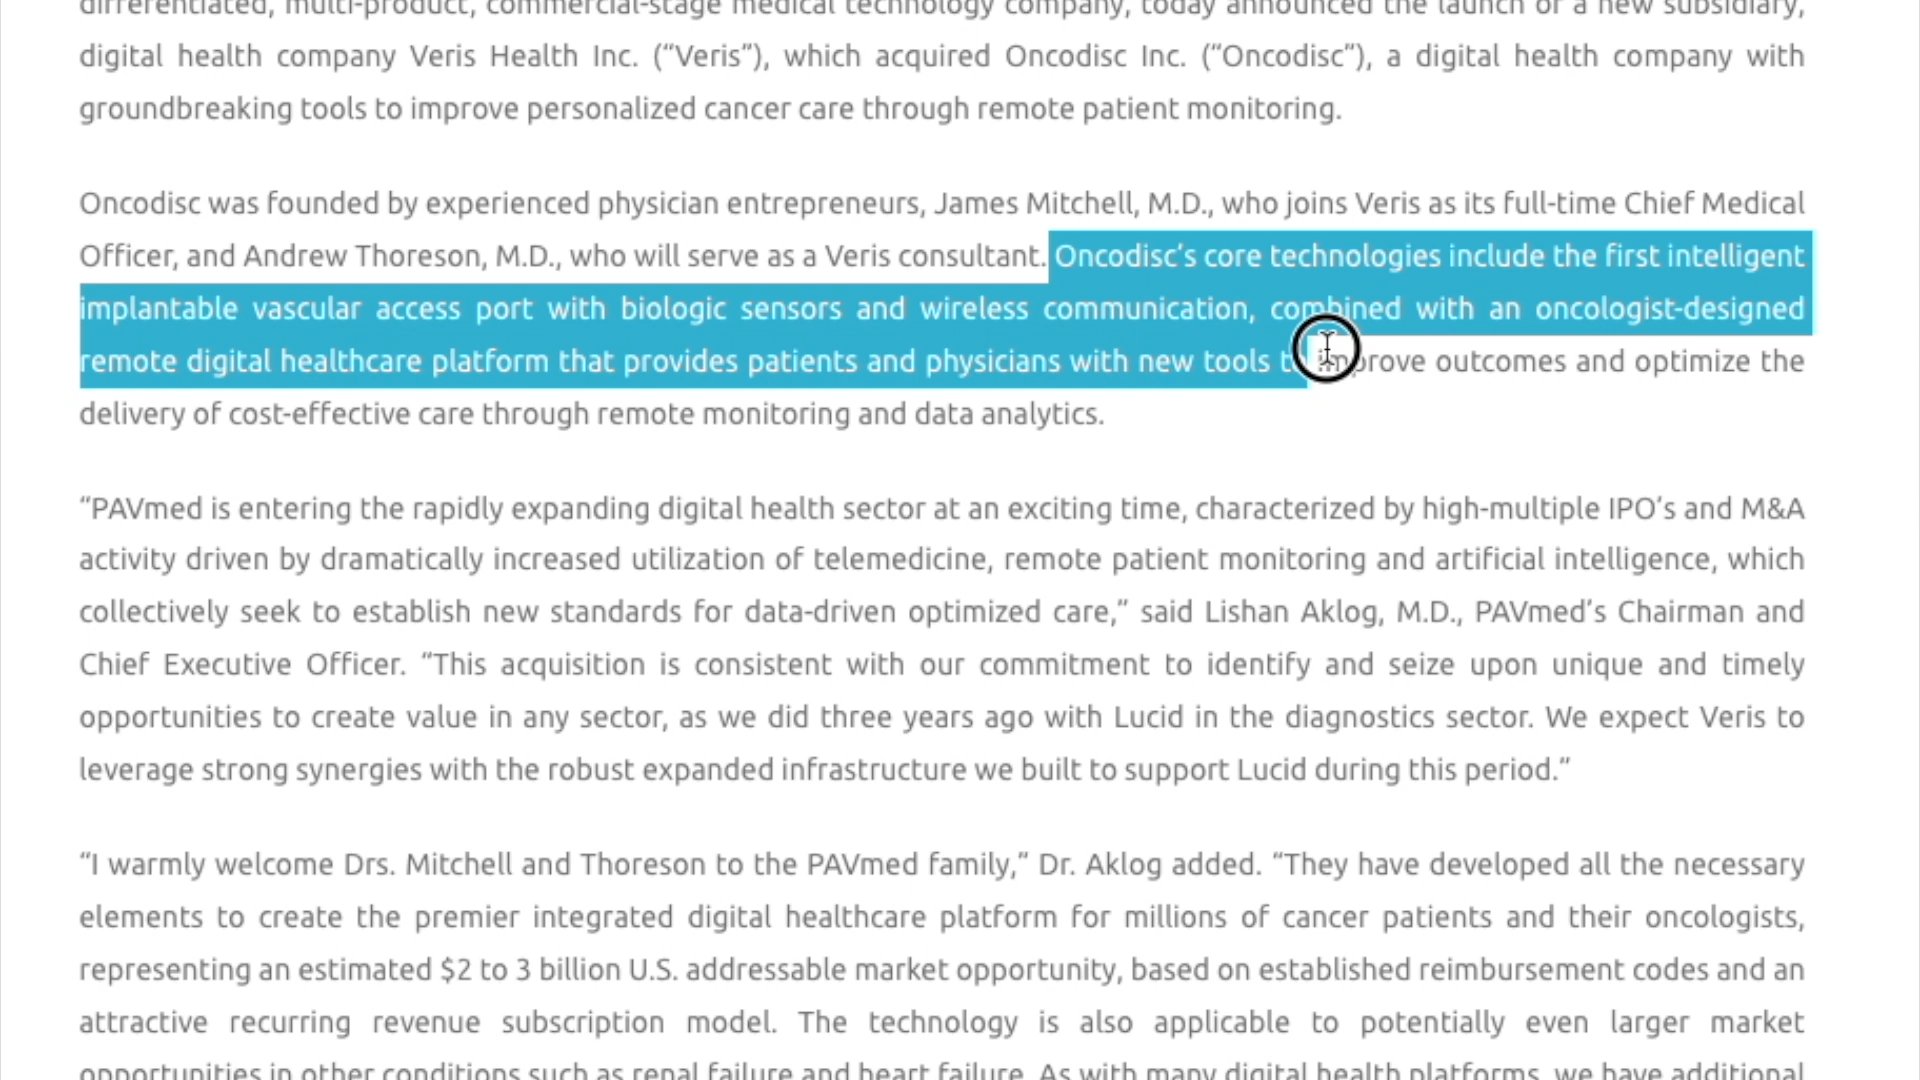 differentiated, multi-product, commercial-stage medical technology company, today announced the launch of a new subsidiary,
digital health company Veris Health Inc. (“Veris”), which acquired Oncodisc Inc. (“Oncodisc”), a digital health company with
groundbreaking tools to improve personalized cancer care through remote patient monitoring.
Oncodisc was founded by experienced physician entrepreneurs, James Mitchell, M.D., who joins Veris as its full-time Chief Medical
Officer, and Andrew Thoreson, M.D., who will serve as a Veris consultant. Oncodisc’s core technologies include the first intelligent
implantable vascular access port with biologic sensors and wireless communication, combined with an oncologist-designed
remote digital healthcare platform that provides patients and physicians with new tools to improve outcomes and optimize the
delivery of cost-effective care through remote monitoring and data analytics.
“PAVmed is entering the rapidly expanding digital health sector at an exciting time, characterized by high-multiple IPO’s and M&A
activity driven by dramatically increased utilization of telemedicine, remote patient monitoring and artificial intelligence, which
collectively seek to establish new standards for data-driven optimized care,” said Lishan Aklog, M.D., PAVmed’s Chairman and
Chief Executive Officer. “This acquisition is consistent with our commitment to identify and seize upon unique and timely
opportunities to create value in any sector, as we did three years ago with Lucid in the diagnostics sector. We expect Veris to
leverage strong synergies with the robust expanded infrastructure we built to support Lucid during this period.”
“I warmly welcome Drs. Mitchell and Thoreson to the PAVmed family,” Dr. Aklog added. “They have developed all the necessary
elements to create the premier integrated digital healthcare platform for millions of cancer patients and their oncologists,
representing an estimated $2 to 3 billion U.S. addressable market opportunity, based on established reimbursement codes and an
attractive recurring revenue subscription model. The technology is also applicable to potentially even larger market
opportunities in other conditions such as renal failure and heart failure. As with many digital health platforms, we have additional